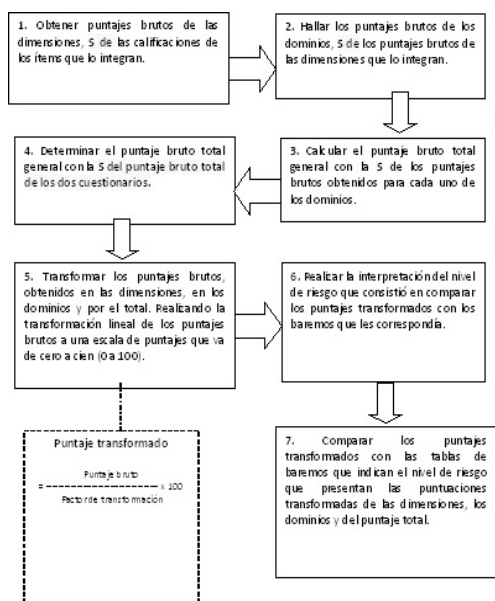 1. Obtener puntajes brutos de las
dimensiones, S de las calificaciones de
los ítems que lo integran.
2. Hallar los puntajes brutos de los
dominios, S de los puntajes brutos de
las dimensiones que lo integran.
3. Calcular el puntaje bruto total
general con la S de los puntajes
brutos obtenidos para cada uno de
los dominios.
4. Determinar el puntaje bruto total
general con la S del puntaje bruto total
de los dos cuestionarios.
5. Transformar los puntajes brutos,
obtenidos en las dimensiones, en los
dominios y por el total. Realizando la
transformación lineal de los puntajes
brutos a una escala de puntajes que va
de cero a cien (0 a 100).
Puntaje transformado
Puntaje bruto
= ---------------------------- x 100
Factor de transformación
6. Realizar la interpretación del nivel
de riesgo que consistió en comparar
los puntajes transformados con los
baremos que les correspondía.
7. Comparar los puntajes
transformados con las tablas de
baremos que indican el nivel de riesgo
que presentan las puntuaciones
transformadas de las dimensiones, los
dominios y del puntaje total.